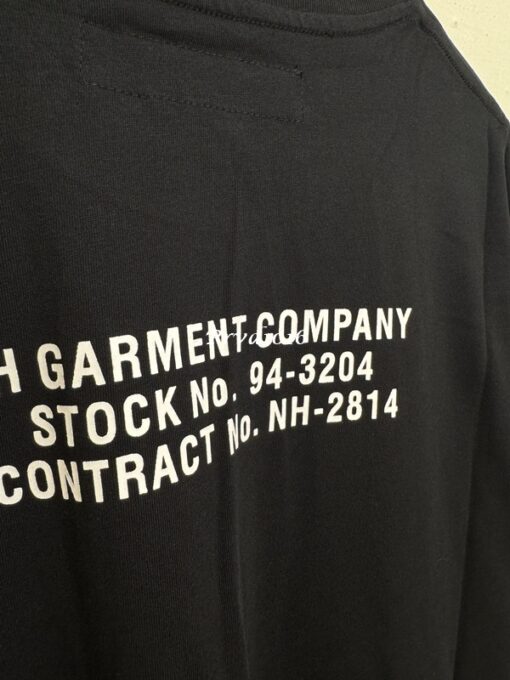 H GARMENT COMPANY
STOCK No. 94-3204
CONTRACT No. NH-2814